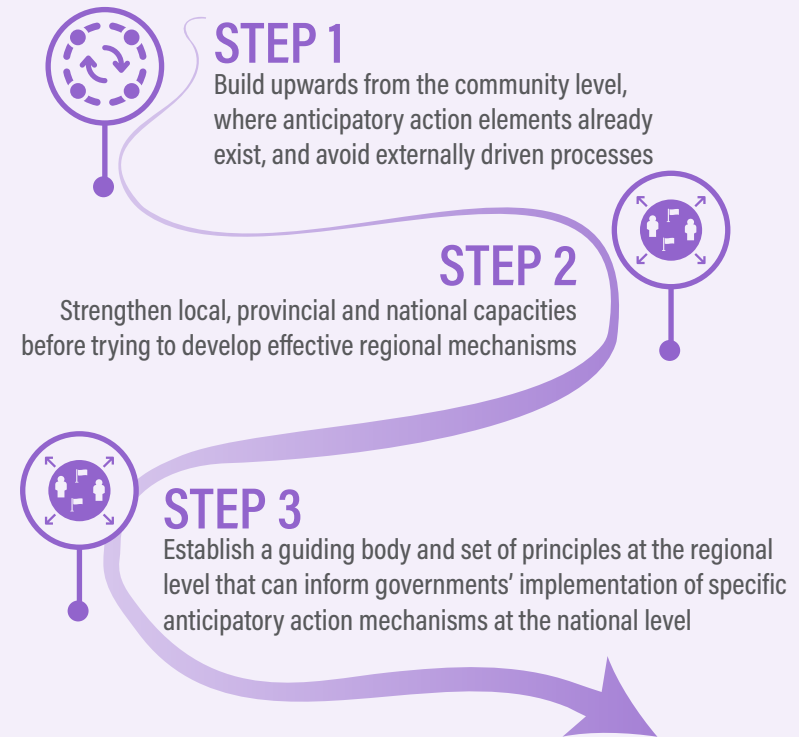 STEP 1
Build upwards from the community level,
where anticipatory action elements already
exist, and avoid externally driven processes
STEP 2
Strengthen local, provincial and national capacities
before trying to develop effective regional mechanisms
STEP 3
Establish a guiding body and set of principles at the regional
level that can inform governments’ implementation of specific
anticipatory action mechanisms at the national level